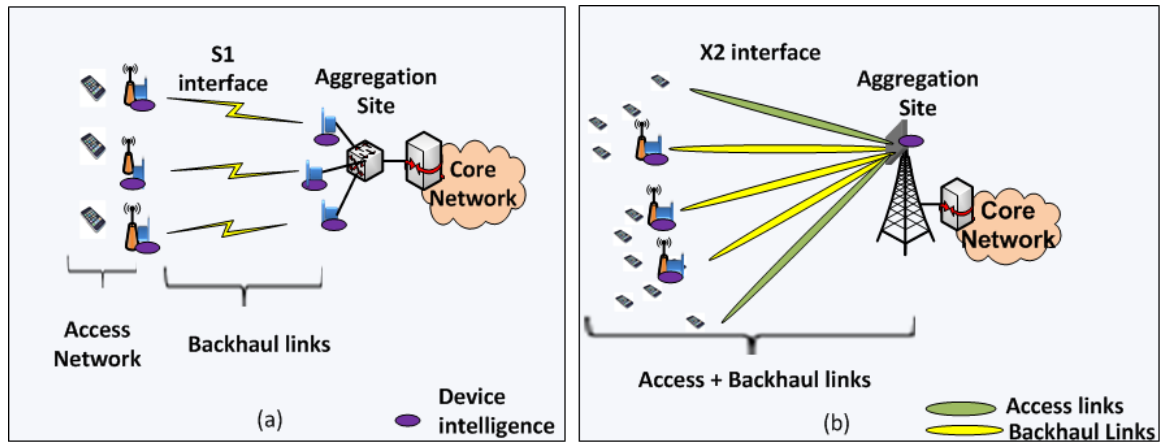 S1
interface
Aggregation
Site
Core
Network
Access
Network
Backhaul links
Device
intelligence
(a)
X2 interface
Aggregation
Site
Core
Network
Access + Backhaul links
(b)
Access links
Backhaul Links